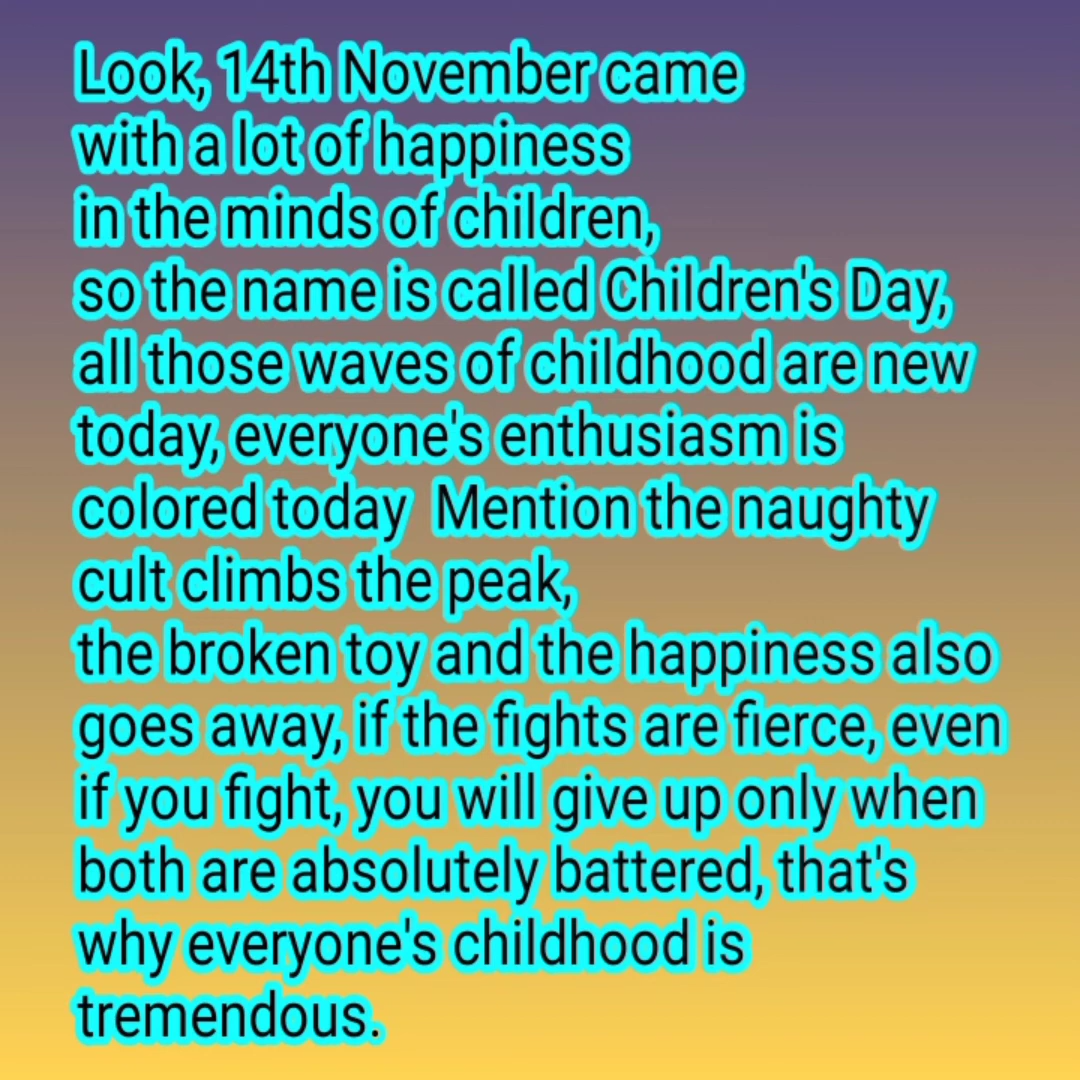 Look, 14th November came
with a lot of happiness
in the minds of children,
so the name is called Children's Day,
all those waves of childhood are new
today, everyone's enthusiasm is
colored today  Mention the naughty
cult climbs the peak,
the broken toy and the happiness also
goes away, if the fights are fierce, even
if you fight, you will give up only when
both are absolutely battered, that's
why everyone's childhood is
tremendous.